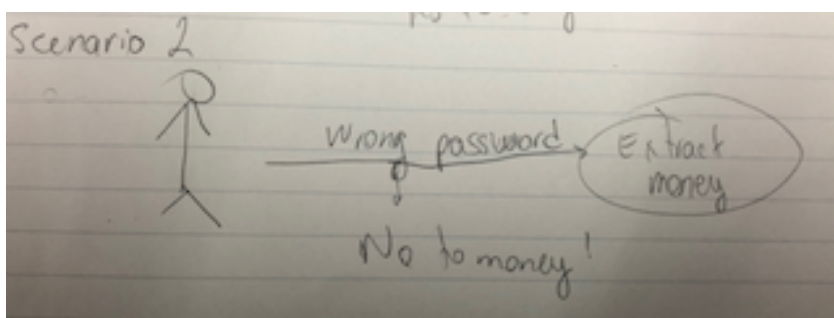 Scenario 2
Wrong password
Extract
money
No to money!